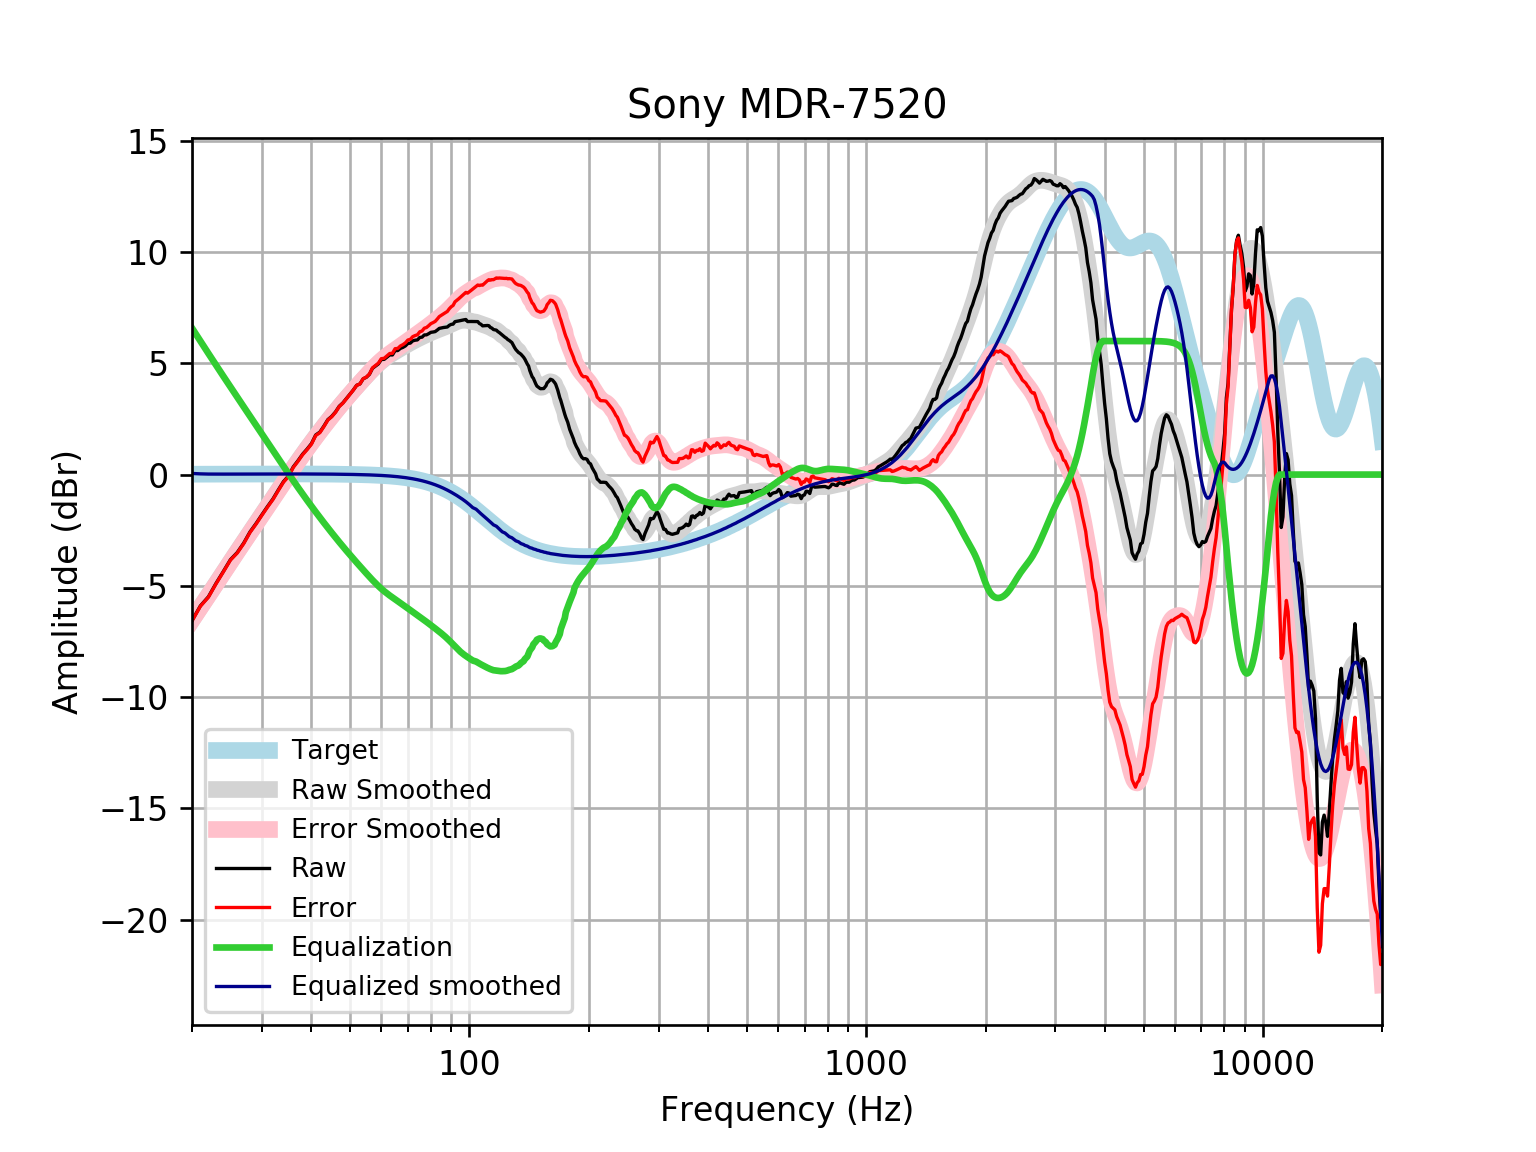 Sony MDR-7520
15
10
5
0
−5
−10
−15
−20
Amplitude (dBr)
Target
Raw Smoothed
Error Smoothed
Raw
Error
Equalization
Equalized smoothed
100
1000
10000
Frequency (Hz)